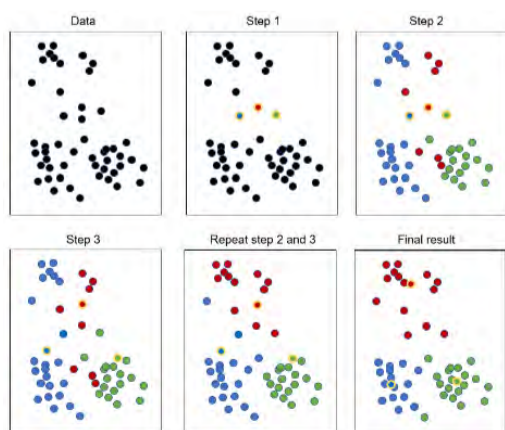 Data
Step 1
Step 2
Step 3
Repeat step 2 and 3
Final result